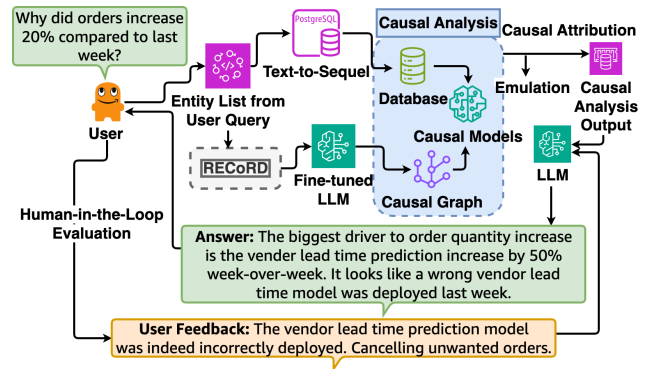 Why did orders increase
20% compared to last
week?
User
Entity List from
User Query
PostgreSQL
Text-to-Sequel
RECoRD
Fine-tuned
LLM
Causal Analysis
Database
Causal Models
Causal Graph
Causal Attribution
Emulation
Causal
Analysis
Output
LLM
Human-in-the-Loop
Evaluation
Answer: The biggest driver to order quantity increase
is the vender lead time prediction increase by 50%
week-over-week. It looks like a wrong vendor lead
time model was deployed last week.
User Feedback: The vendor lead time prediction model
was indeed incorrectly deployed. Cancelling unwanted orders.